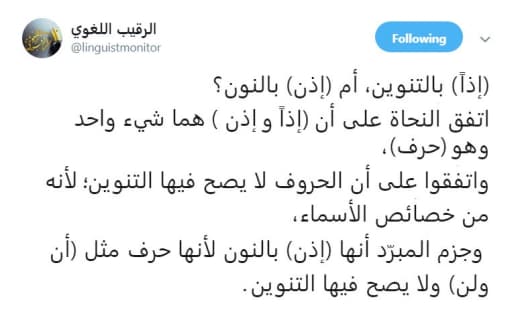 الرقيب اللغوي
@linguistmonitor
Following
(إذاً) بالتنوين، أم (إذن) بالنون؟
اتفق النحاة على أن (إذاً و إذن ) هما شيء واحد
وهو (حرف)،
واتفقوا على أن الحروف لا يصح فيها التنوين؛ لأنه
من خصائص الأسماء،
وجزم المبرّد أنها (إذن) بالنون لأنها حرف مثل (أن
ولن) ولا يصح فيها التنوين.